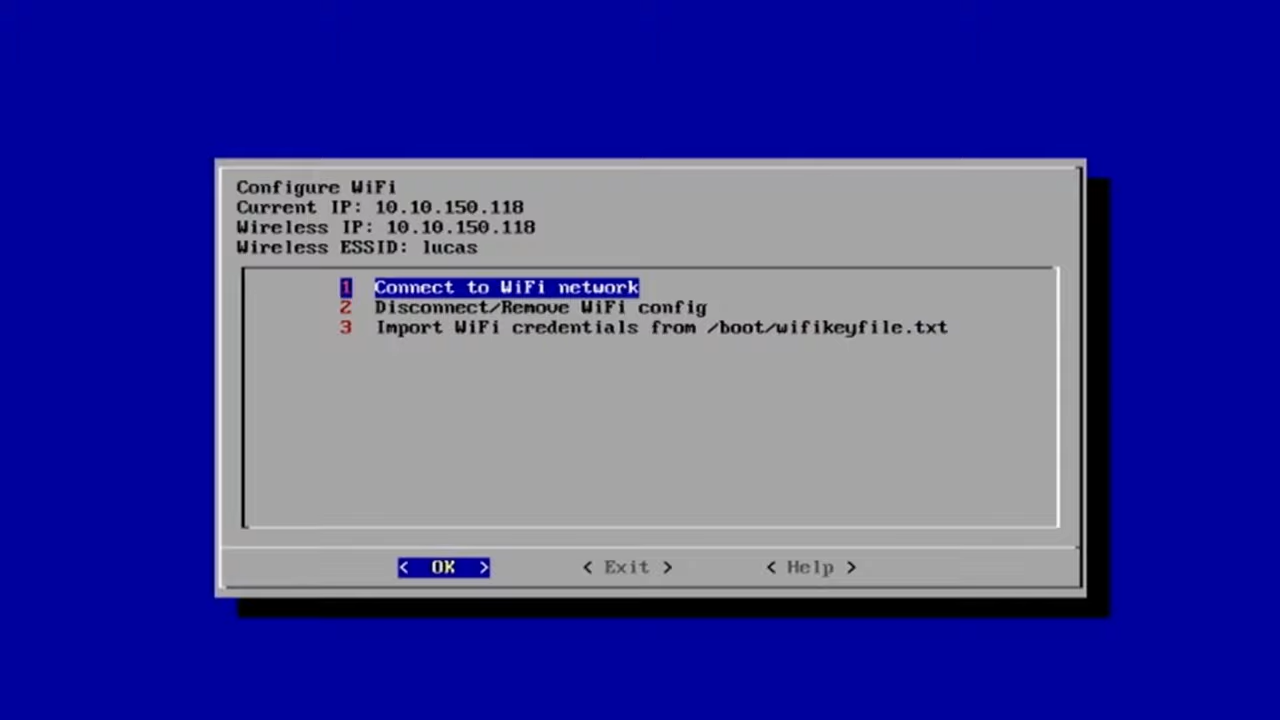 Configure WiFi
Current IP: 10.10.150.118
Wireless IP: 10.10.150.118
Wireless ESSID: lucas
1 Connect to WiFi network
2 Disconnect/Remove WiFi config
3 Import WiFi credentials from /boot/wifikeyfile.txt
< OK > < Exit > < Help >